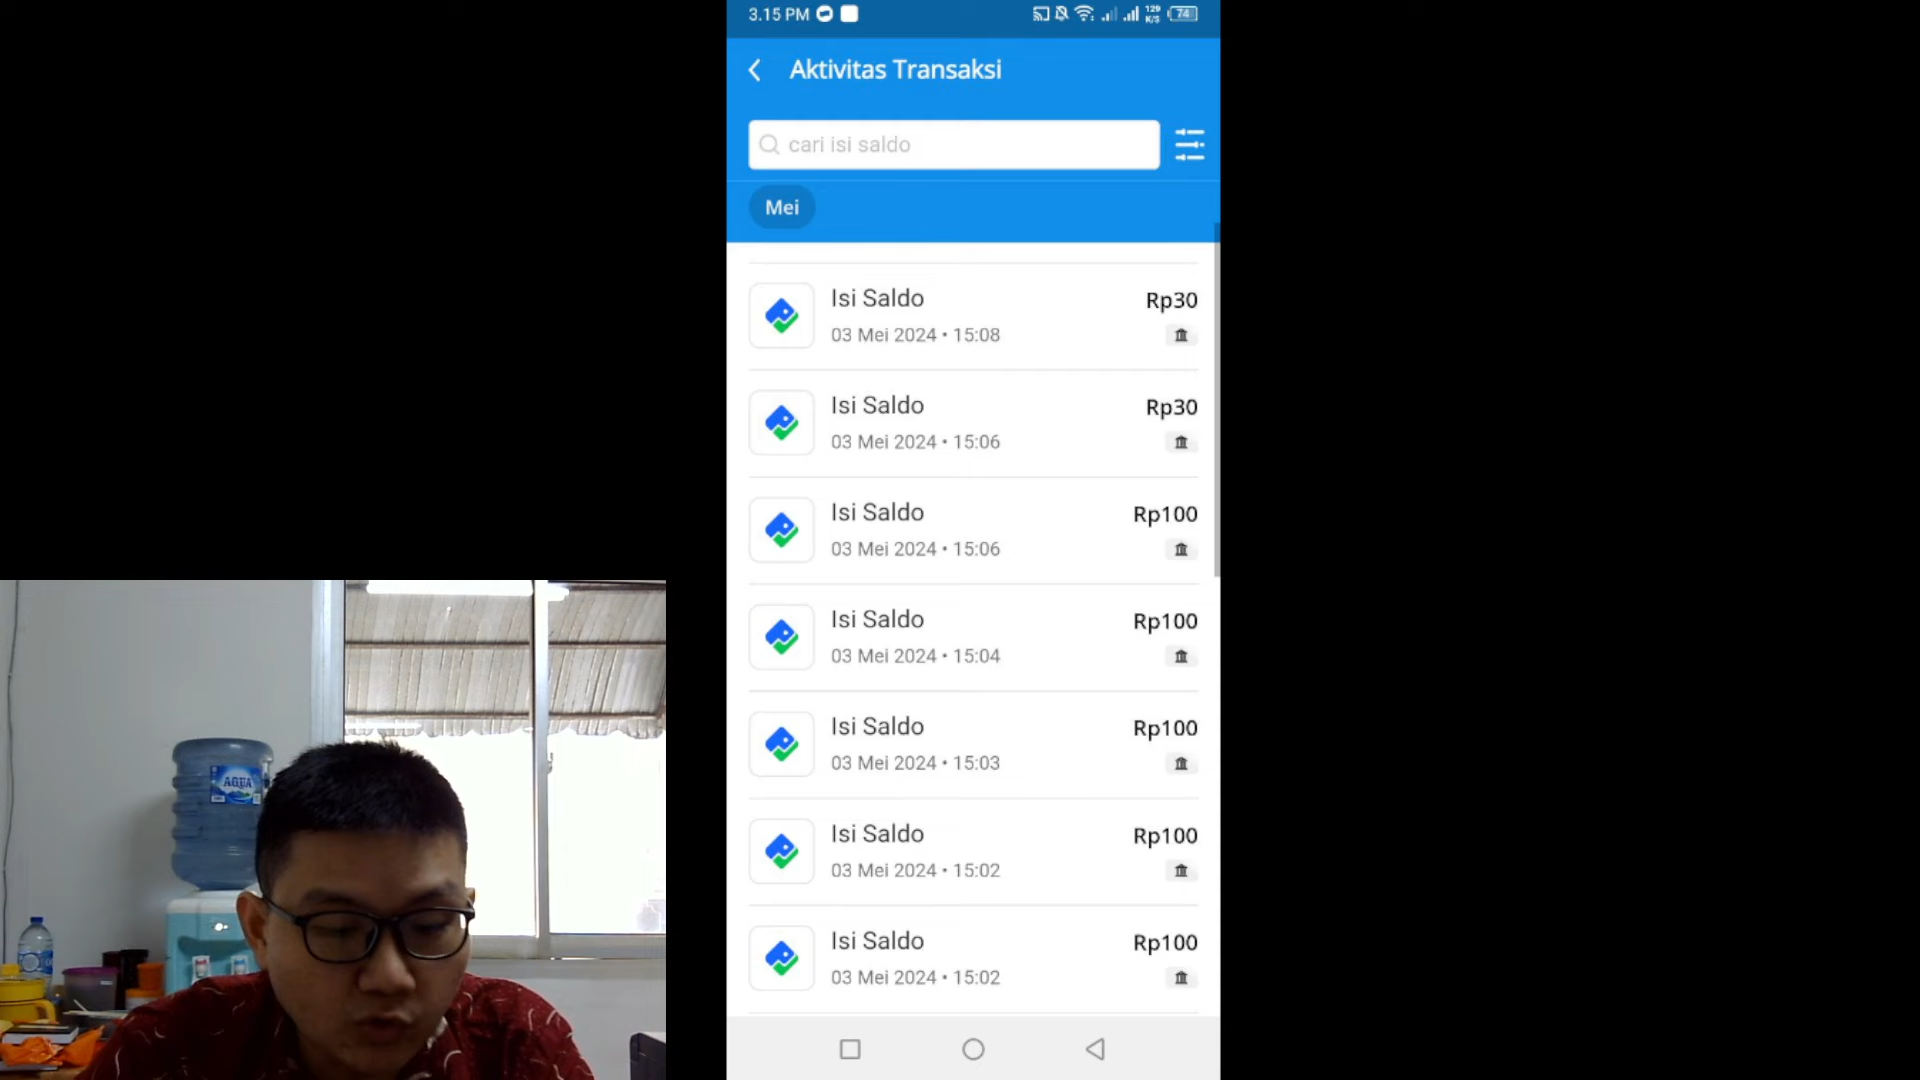 3.15 PM
129
K/S
74
Aktivitas Transaksi
cari isi saldo
Mei
Isi Saldo
Rp30
03 Mei 2024 • 15:08
Isi Saldo
Rp30
03 Mei 2024 • 15:06
Isi Saldo
Rp100
03 Mei 2024 • 15:06
Isi Saldo
Rp100
03 Mei 2024 • 15:04
Isi Saldo
Rp100
03 Mei 2024 • 15:03
Isi Saldo
Rp100
03 Mei 2024 • 15:02
Isi Saldo
Rp100
03 Mei 2024 • 15:02
AQUA